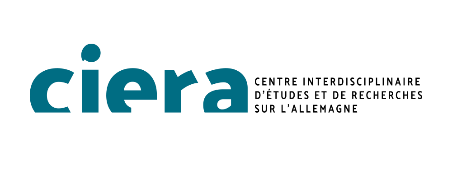 ciera
CENTRE INTERDISCIPLINAIRE
D'ÉTUDES ET DE RECHERCHES
SUR L'ALLEMAGNE